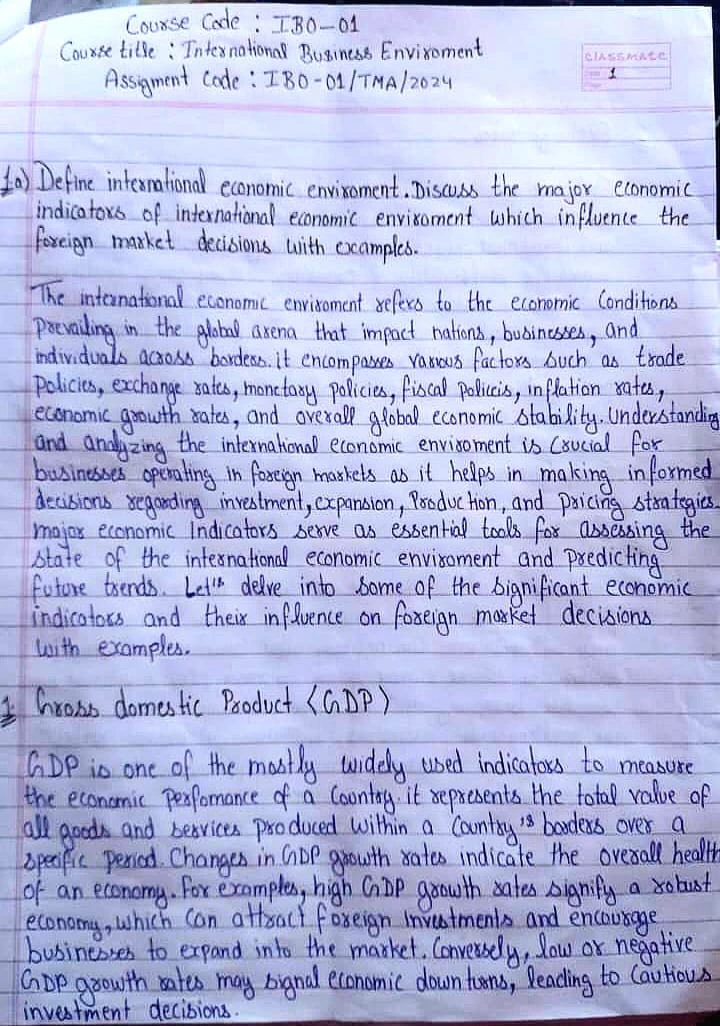 Course Code : IBO-01
Course title : International Business Enviroment
Assigment Code : IBO-01/TMA/2024
CLASSMATE
1
1a) Define international economic enviroment. Discuss the major economic
indicators of international economic enviroment which influence the
foreign market decisions with examples.
The international economic enviroment refers to the economic Conditions
Prevailing in the global arena that impact nations, businesses, and
individuals across borders. it encompasses various factors such as trade
Policies, exchange rates, monetary policies, fiscal policeis, inflation rates,
economic growth rates, and overall global economic stability. Understanding
and analyzing the international economic enviroment is Crucial for
businesses operating in foreign markets as it helps in making informed
decisions regarding investment, expansion, Production, and pricing strategies.
major economic Indicators serve as essential tools for assessing the
state of the international economic enviroment and predicting
future trends. Let's delve into some of the significant economic
indicators and their influence on foreign market decisions
with examples.
1 Gross domestic Product (GDP)
GDP is one of the mostly widely used indicators to measure
the economic Perfomance of a Country. it represents the total value of
all goods and services produced within a Country's borders over a
specific period. Changes in GDP growth rates indicate the overall health
of an economy. For examples, high GDP growth rates signify a robust
economy, which can attract foreign investments and encourage
businesses to expand into the market. Conversely, low or negative
GDP growth rates may signal economic downturns, leading to Cautious
investment decisions.